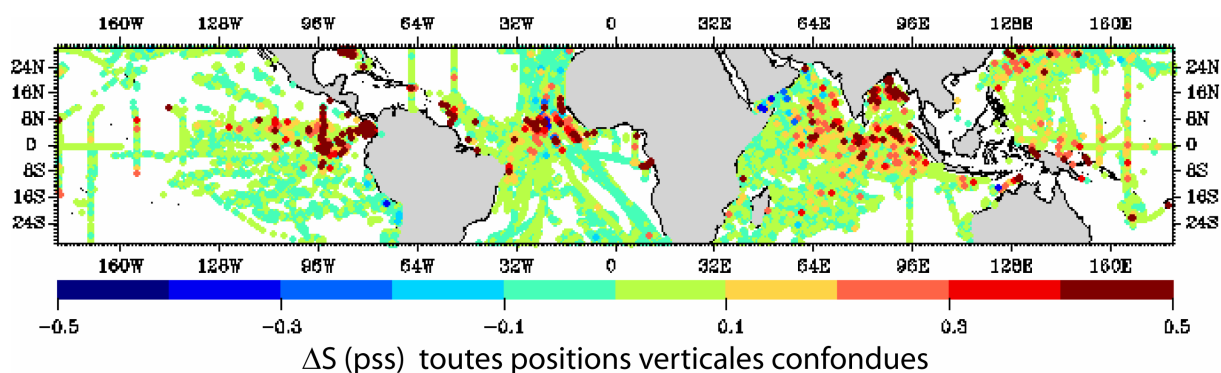 160W 128W 96W 64W 32W 0 32E 64E 96E 128E 160E
24N 24N
16N 16N
8N 8N
0 0
8S 8S
16S 16S
24S 24S
160W 128W 96W 64W 32W 0 32E 64E 96E 128E 160E
-0.5 -0.3 -0.1 0.1 0.3 0.5
ΔS (pss) toutes positions verticales confondues